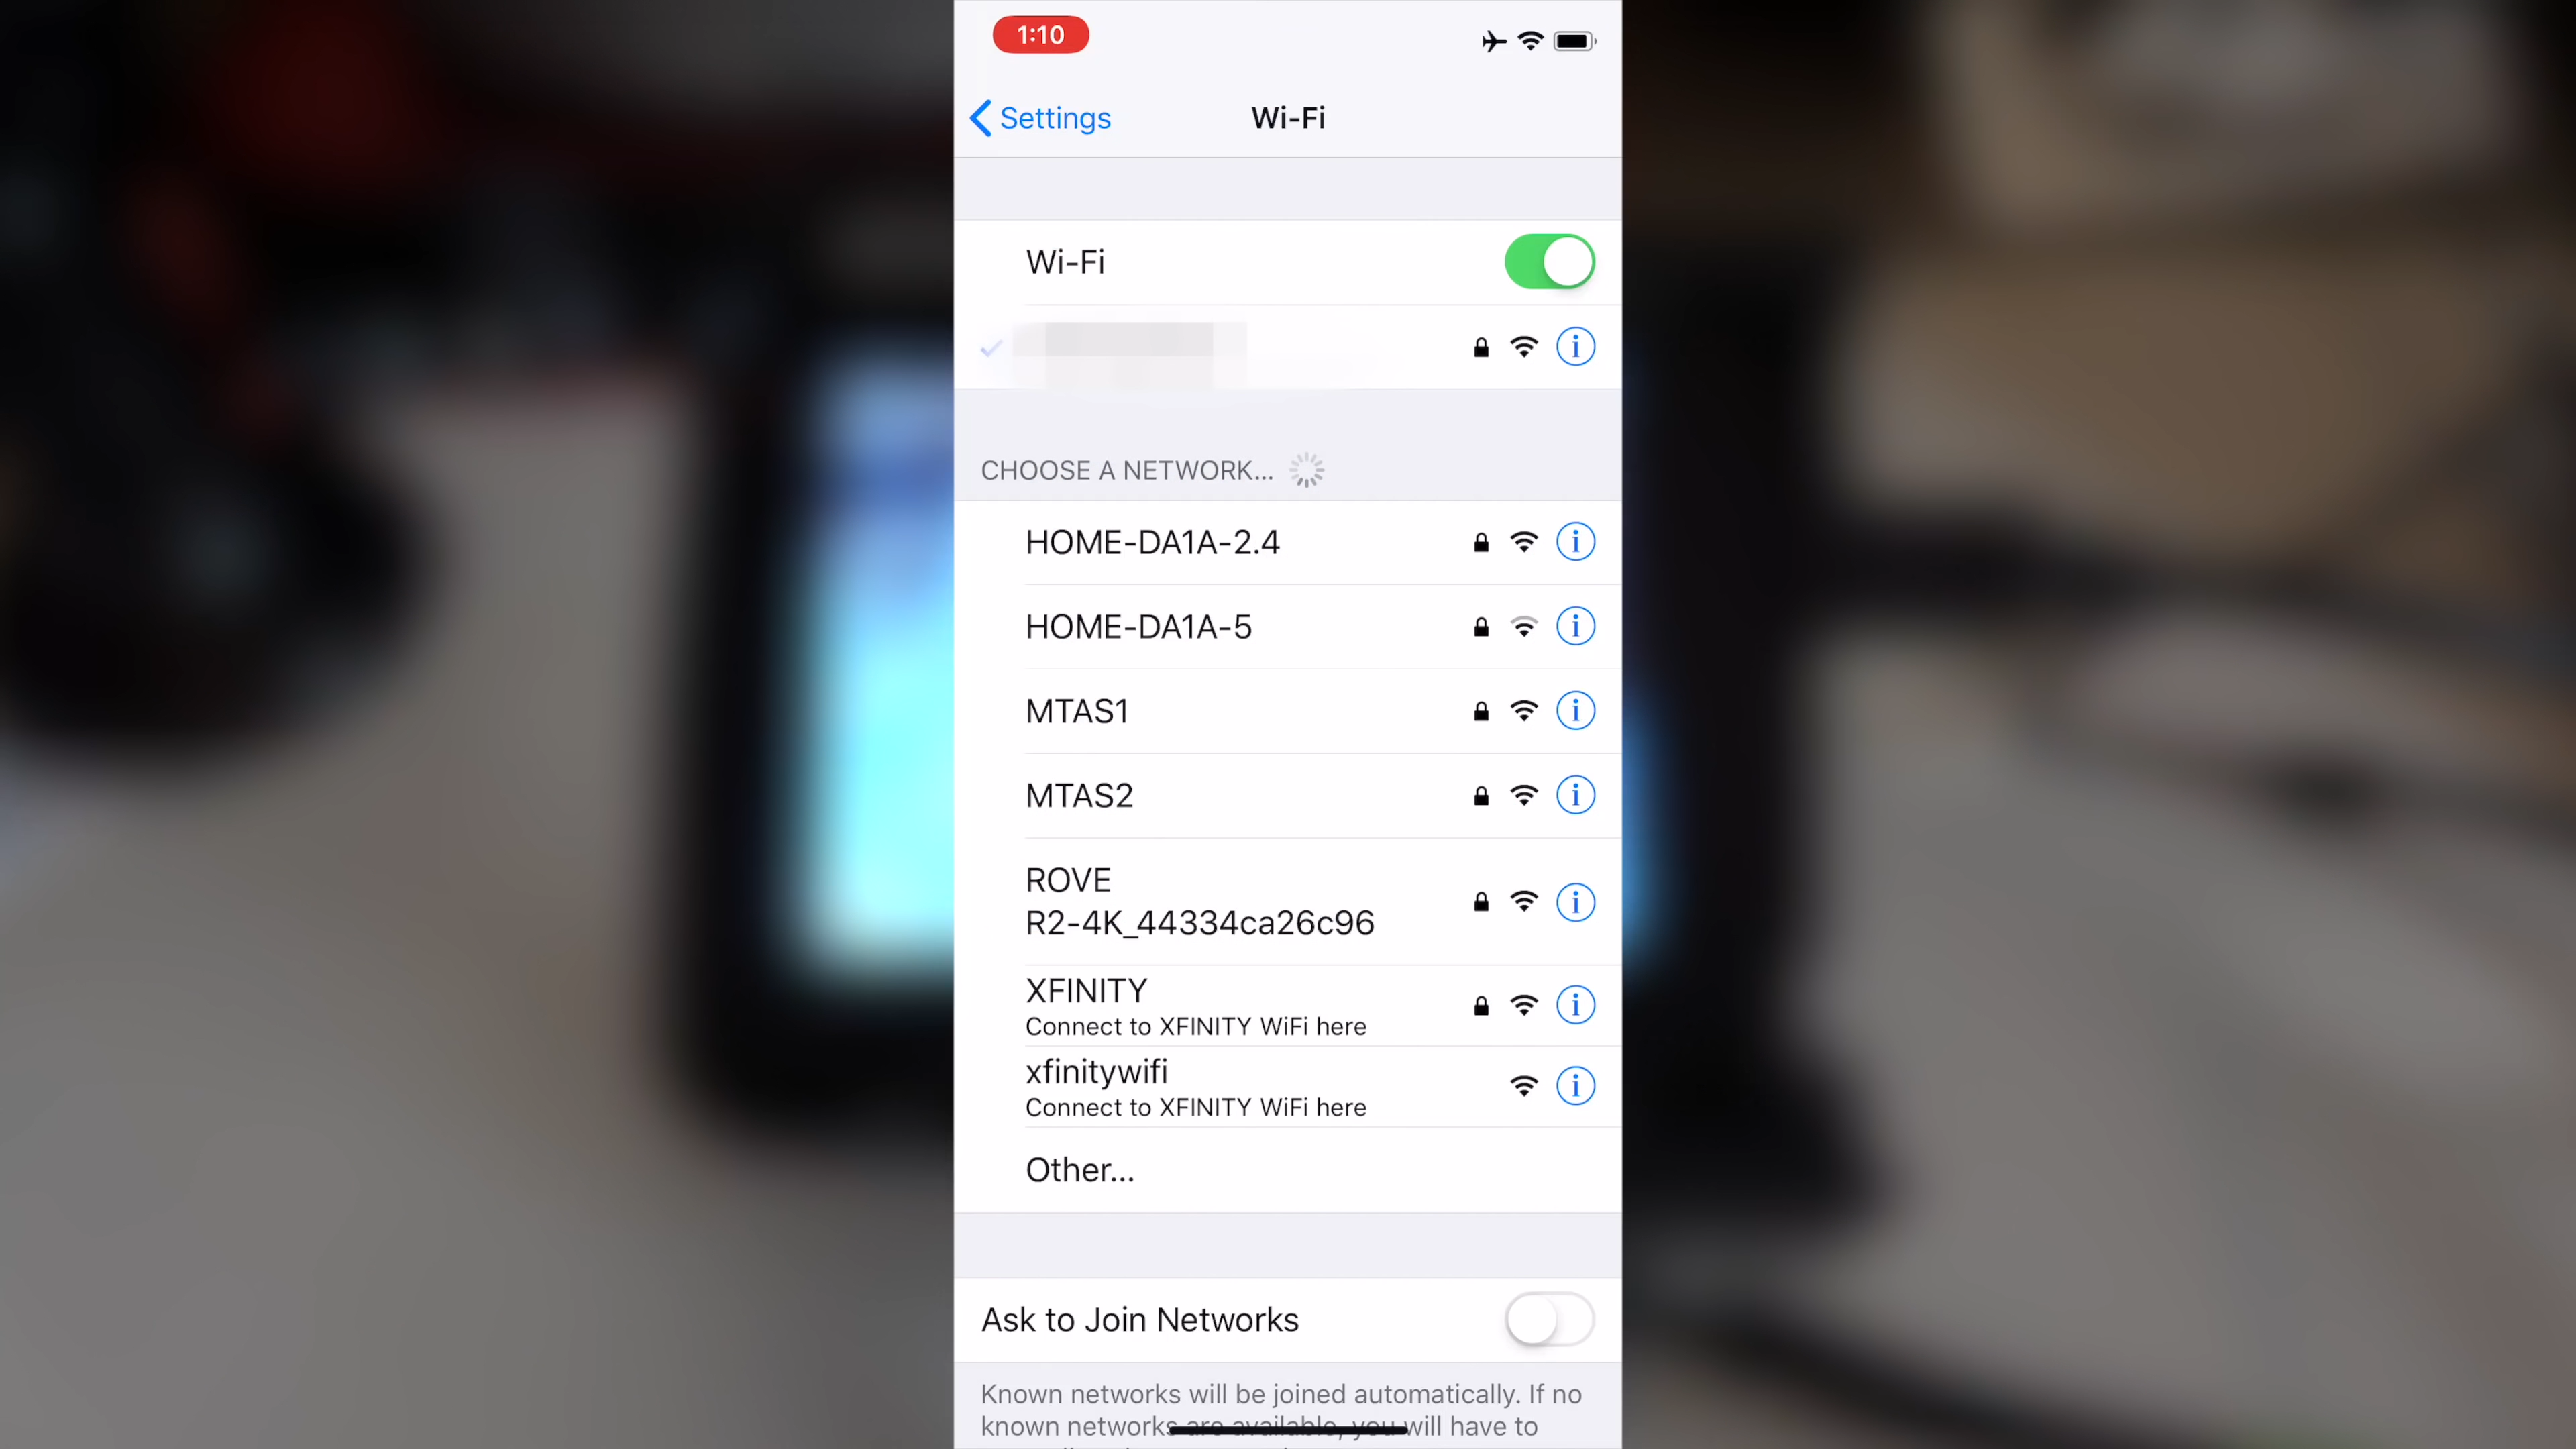 1:10
Settings
Wi-Fi
Wi-Fi
CHOOSE A NETWORK...
HOME-DA1A-2.4
HOME-DA1A-5
MTAS1
MTAS2
ROVE
R2-4K_44334ca26c96
XFINITY
Connect to XFINITY WiFi here
xfinitywifi
Connect to XFINITY WiFi here
Other...
Ask to Join Networks
Known networks will be joined automatically. If no
known networks are available, you will have to